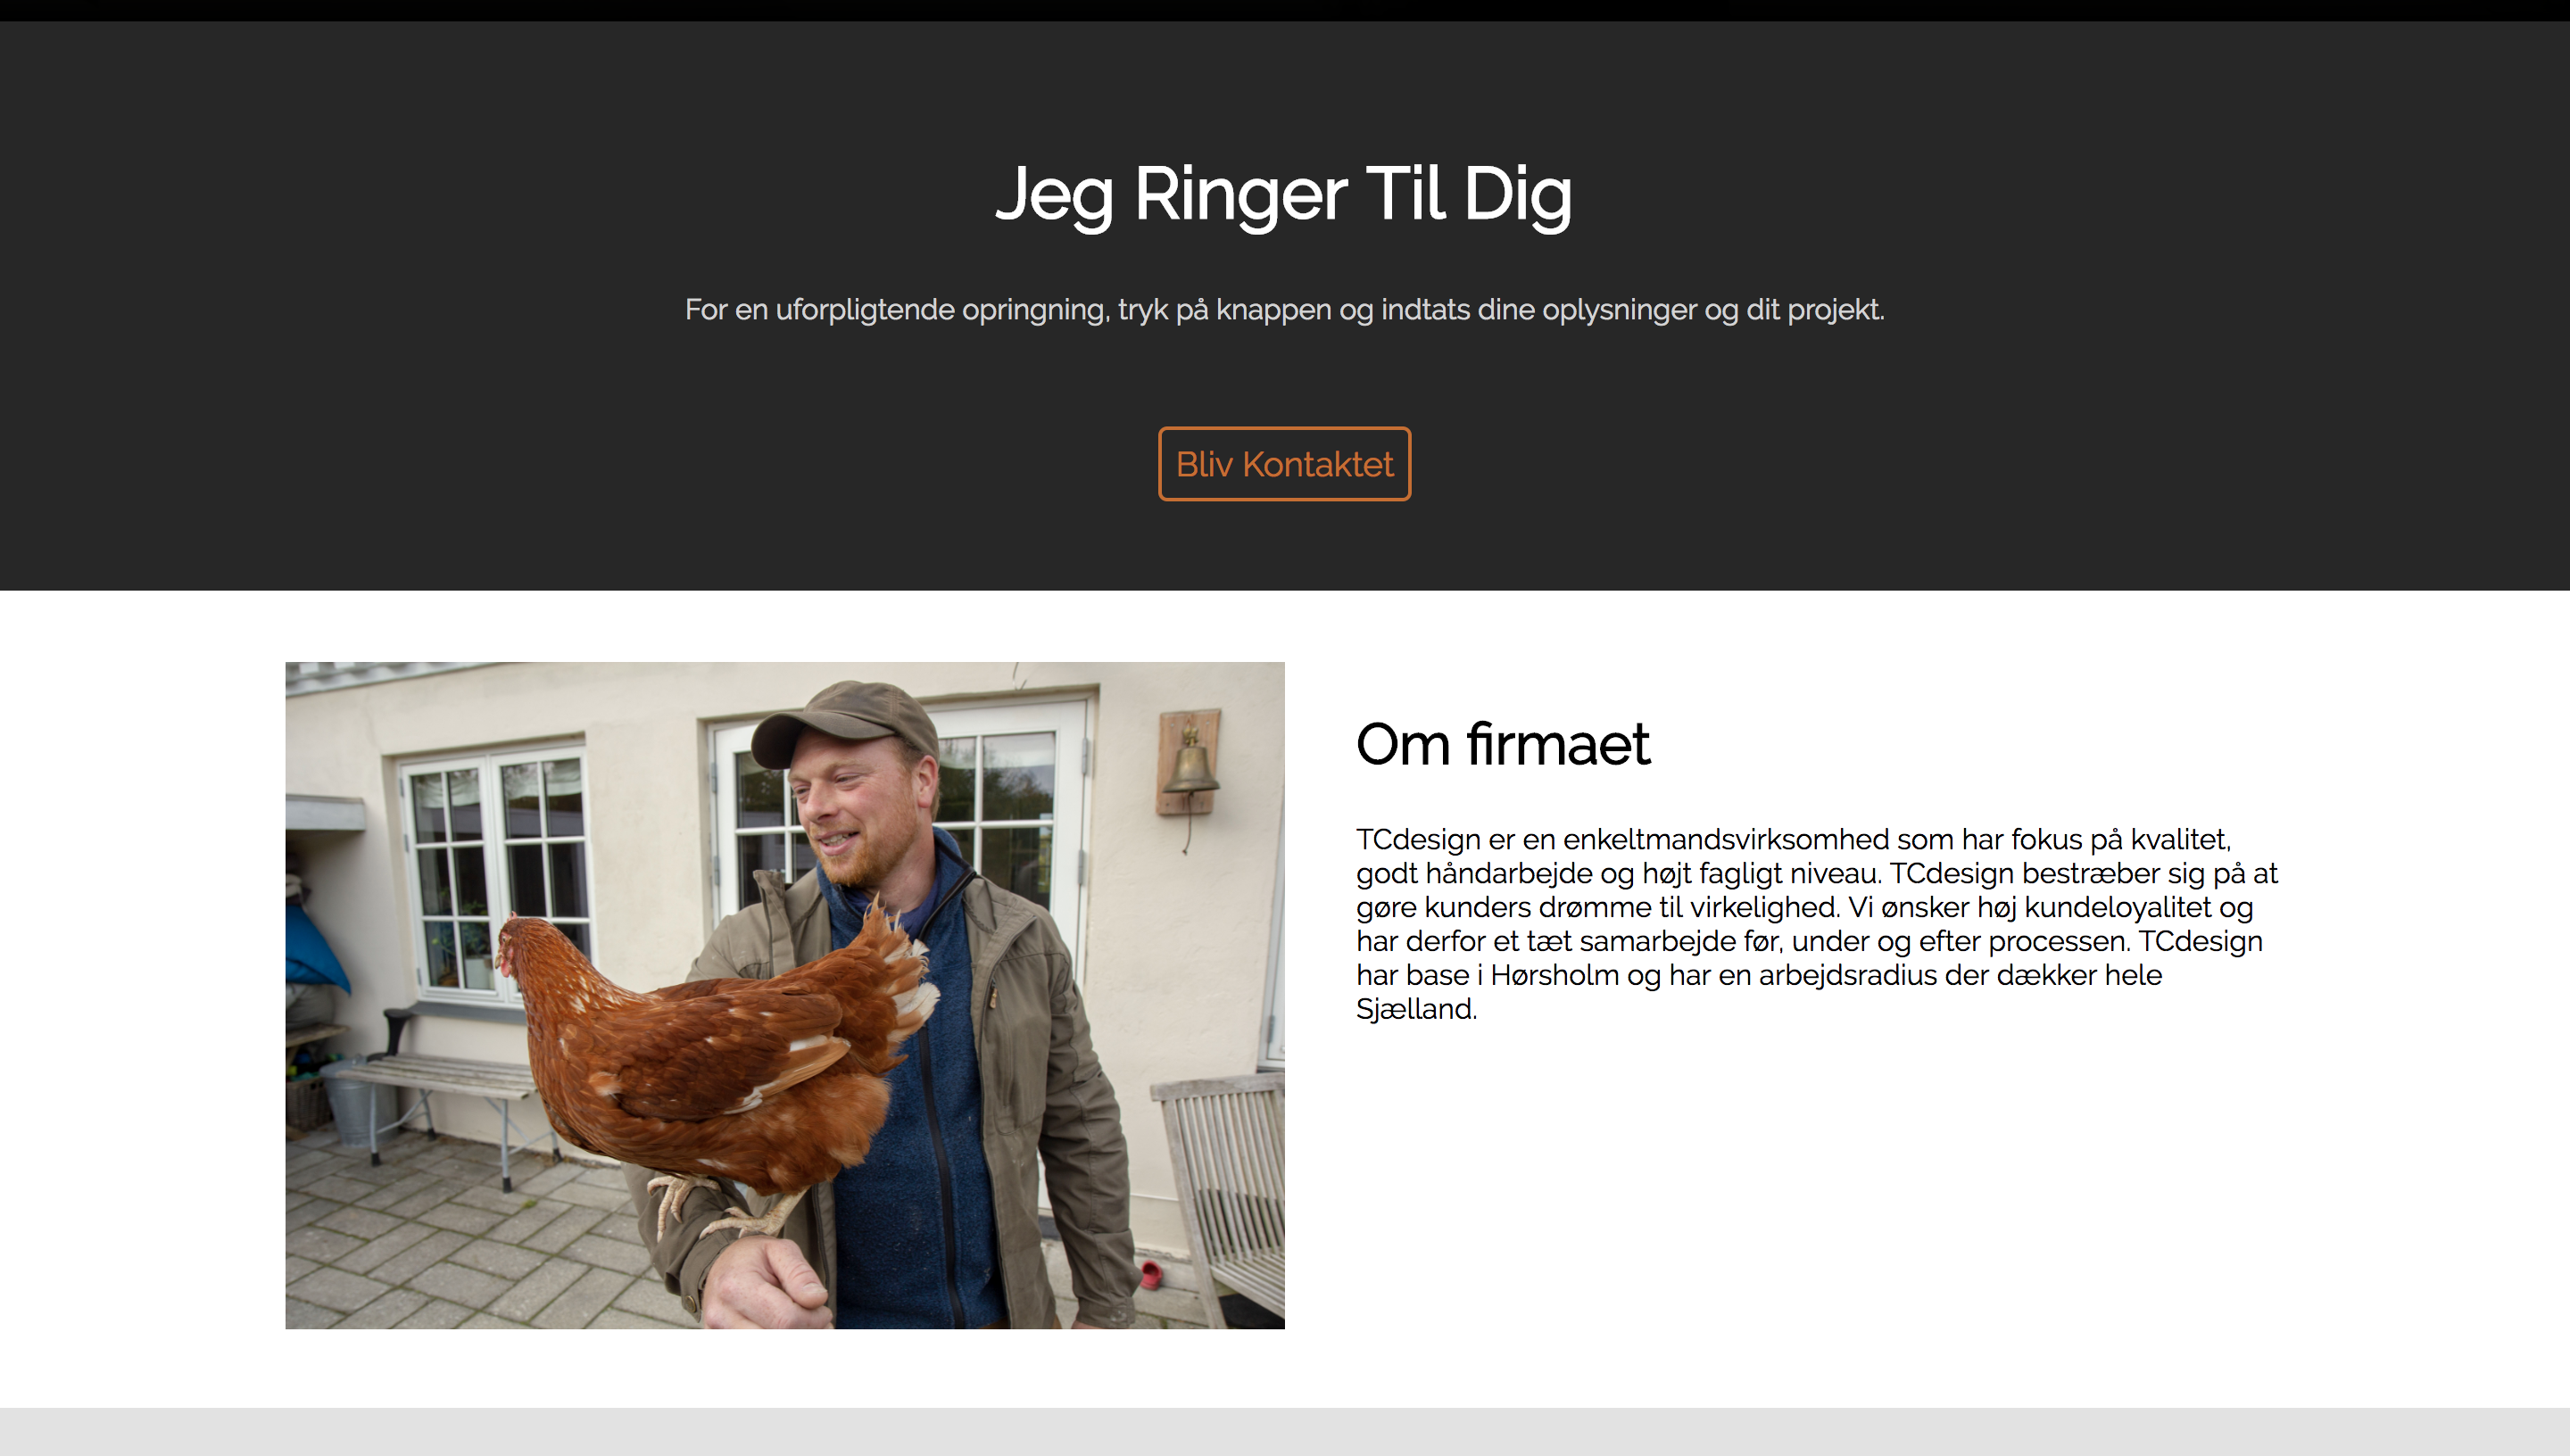 Jeg Ringer Til Dig
For en uforpligtende opringning, tryk på knappen og indtats dine oplysninger og dit projekt.
Bliv Kontaktet
Om firmaet
TCdesign er en enkeltmandsvirksomhed som har fokus på kvalitet,
godt håndarbejde og højt fagligt niveau. TCdesign bestræber sig på at
gøre kunders drømme til virkelighed. Vi ønsker høj kundeloyalitet og
har derfor et tæt samarbejde før, under og efter processen. TCdesign
har base i Hørsholm og har en arbejdsradius der dækker hele
Sjælland.